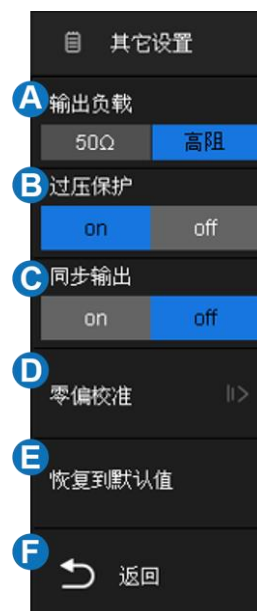 其它设置
A
输出负载
50Ω 高阻
B
过压保护
on off
C
同步输出
on off
D
零偏校准
E
恢复到默认值
F
返回